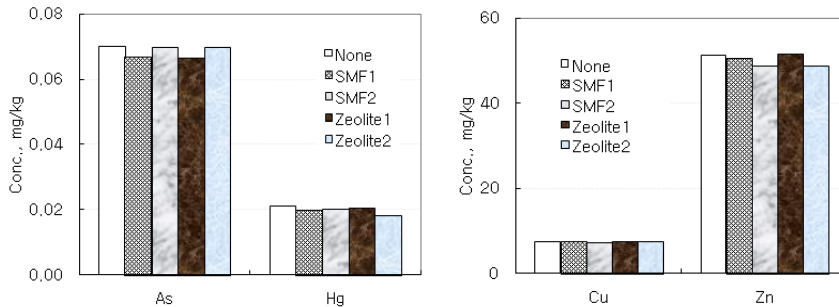 0.08
0.06
0.04
0.02
0.00
Conc., mg/kg
None
SMF1
SMF2
Zeolite1
Zeolite2
As
Hg
60
40
20
0
Conc., mg/kg
None
SMF1
SMF2
Zeolite1
Zeolite2
Cu
Zn